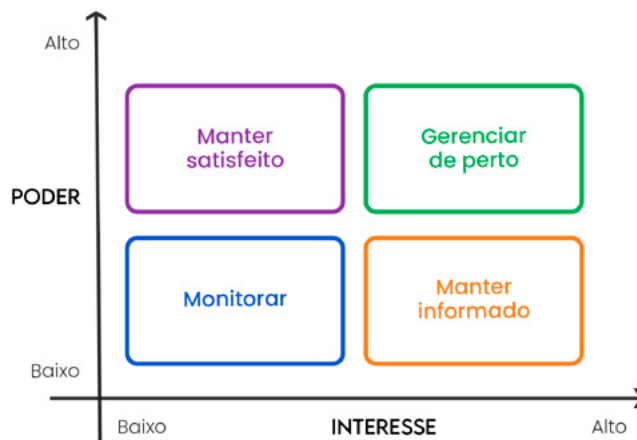 Alto
Manter
satisfeito
Gerenciar
de perto
PODER
Monitorar
Manter
informado
Baixo
Baixo
INTERESSE
Alto